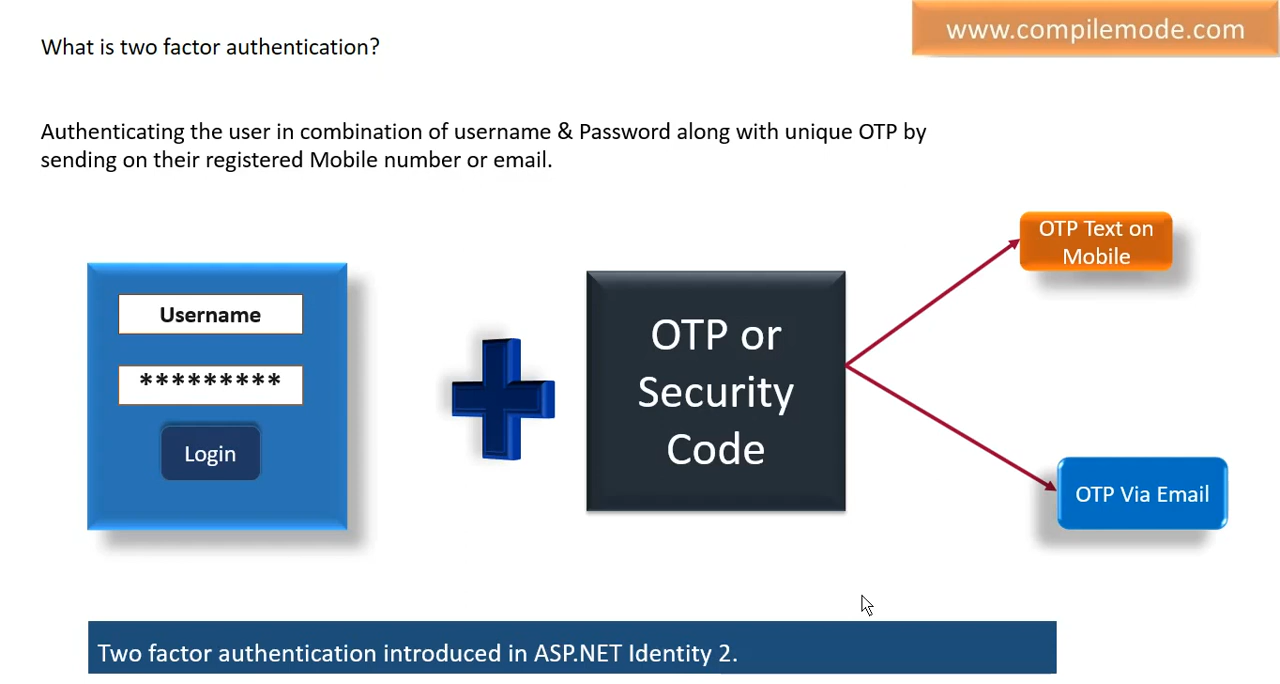 What is two factor authentication?
www.compilemode.com
Authenticating the user in combination of username & Password along with unique OTP by
sending on their registered Mobile number or email.
Username
*********
Login
OTP or
Security
Code
OTP Text on
Mobile
OTP Via Email
Two factor authentication introduced in ASP.NET Identity 2.